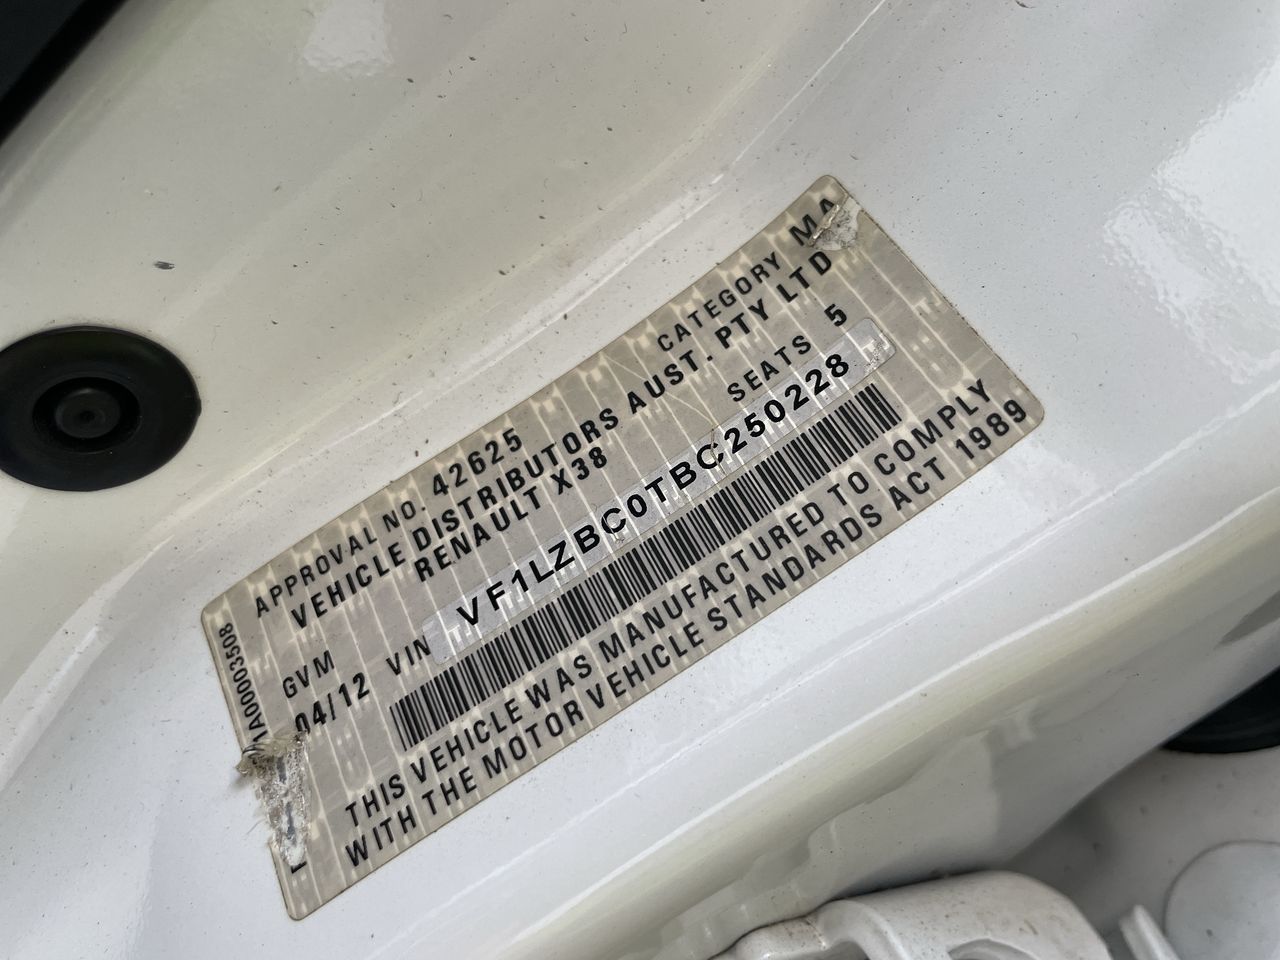 APPROVAL NO. 42625 CATEGORY MA
VEHICLE DISTRIBUTORS AUST. PTY LTD
RENAULT X38 SEATS 5
GVM
04/12 VIN VF1LZBC0TBC250228
THIS VEHICLE WAS MANUFACTURED TO COMPLY
WITH THE MOTOR VEHICLE STANDARDS ACT 1989
1A00003508